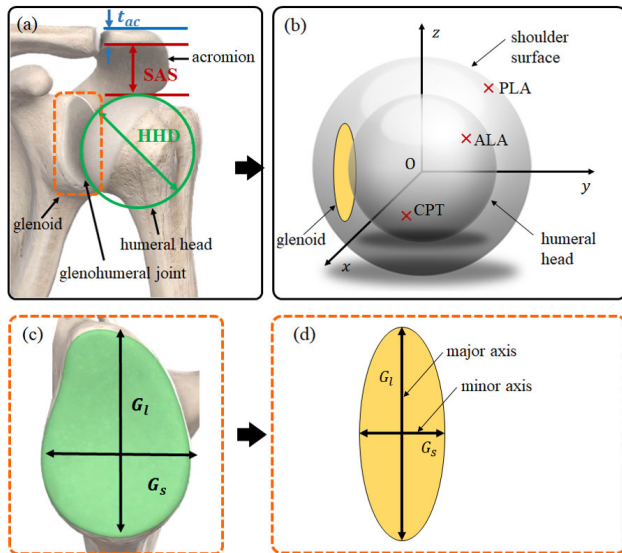 (a)
t_ac
acromion
SAS
HHD
glenoid
humeral head
glenohumeral joint
(b)
z
shoulder
surface
PLA
ALA
O
y
CPT
glenoid
x
humeral
head
(c)
G_l
G_s
(d)
G_l
major axis
minor axis
G_s